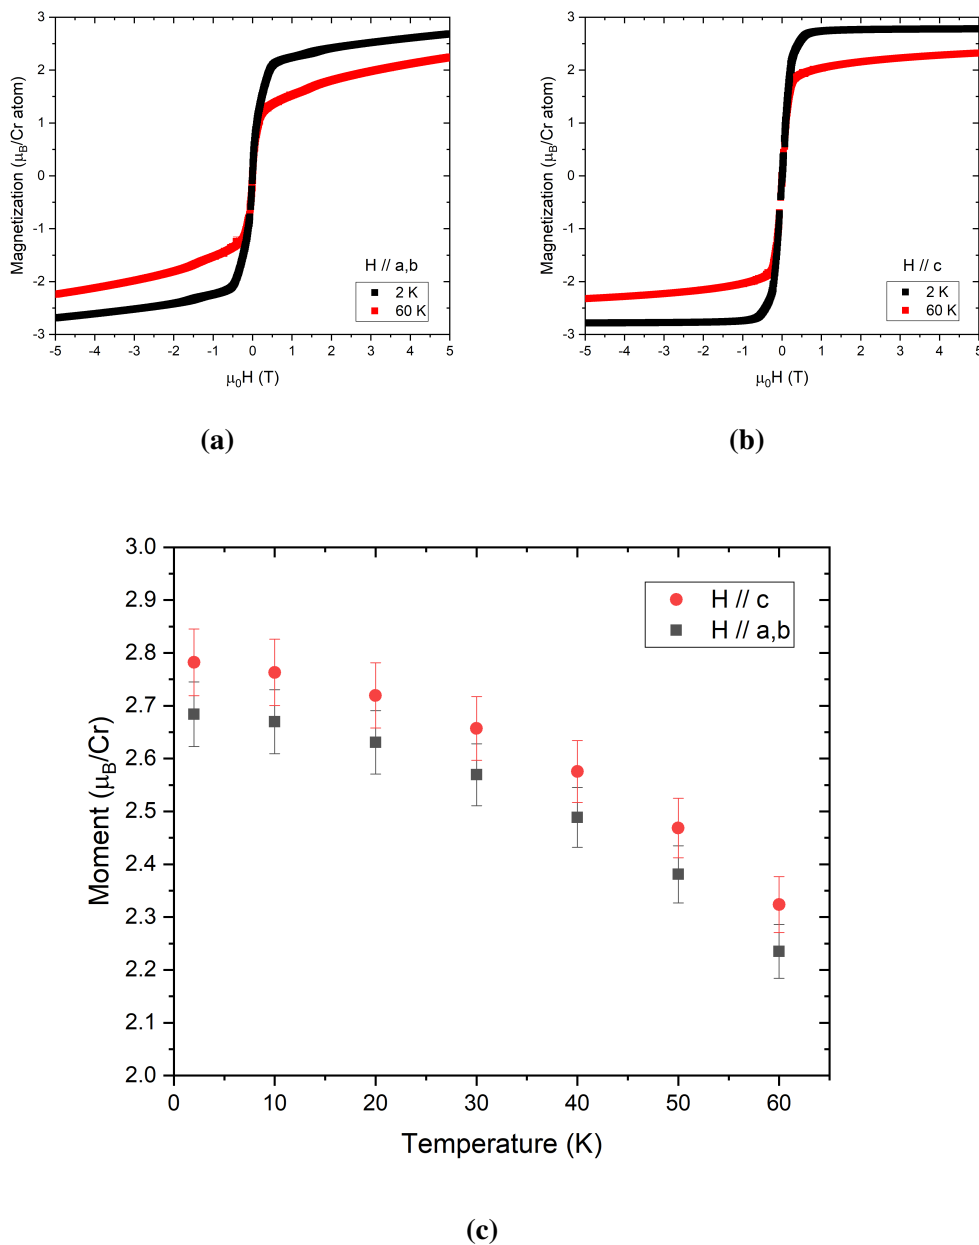 3
2
1
0
-1
-2
-3
Magnetization (μB/Cr atom)
H // a,b
2 K
60 K
-5 -4 -3 -2 -1 0 1 2 3 4 5
μ0H (T)
(a)
3
2
1
0
-1
-2
-3
Magnetization (μB/Cr atom)
H // c
2 K
60 K
-5 -4 -3 -2 -1 0 1 2 3 4 5
μ0H (T)
(b)
3.0
2.9
2.8
2.7
2.6
2.5
2.4
2.3
2.2
2.1
2.0
Moment (μB/Cr)
H // c
H // a,b
0 10 20 30 40 50 60
Temperature (K)
(c)